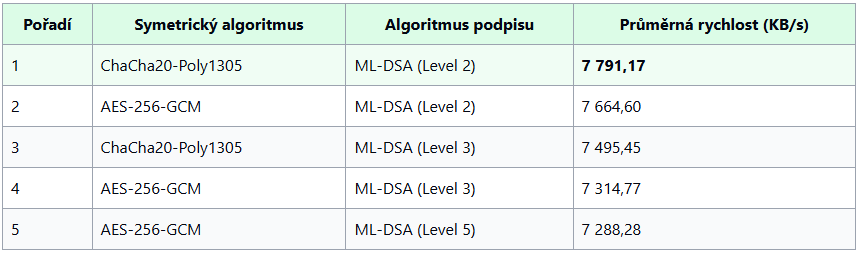 Pořadí Symetrický algoritmus Algoritmus podpisu Průměrná rychlost (KB/s)
1 ChaCha20-Poly1305 ML-DSA (Level 2) 7 791,17
2 AES-256-GCM ML-DSA (Level 2) 7 664,60
3 ChaCha20-Poly1305 ML-DSA (Level 3) 7 495,45
4 AES-256-GCM ML-DSA (Level 3) 7 314,77
5 AES-256-GCM ML-DSA (Level 5) 7 288,28